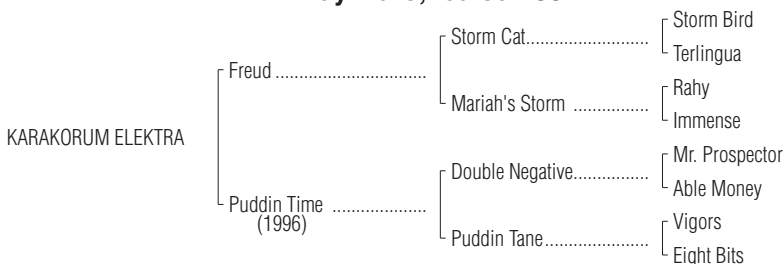 Storm Bird
Storm Cat..............................
Terlingua
Freud .....................................
Rahy
Mariah's Storm ..................
Immense
KARAKORUM ELEKTRA
Mr. Prospector
Double Negative..................
Able Money
Puddin Time .......................
(1996)
Vigors
Puddin Tane.........................
Eight Bits